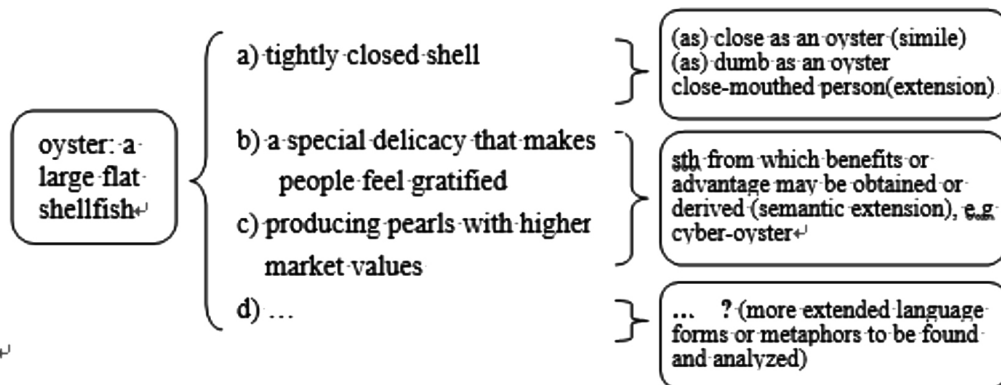 oyster: a
large flat
shellfish
a) tightly closed shell
b) a special delicacy that makes
people feel gratified
c) producing pearls with higher
market values
d) …
(as) close as an oyster (simile)
(as) dumb as an oyster
close-mouthed person(extension)
sth from which benefits or
advantage may be obtained or
derived (semantic extension), e.g
cyber-oyster
… ? (more extended language
forms or metaphors to be found
and analyzed)